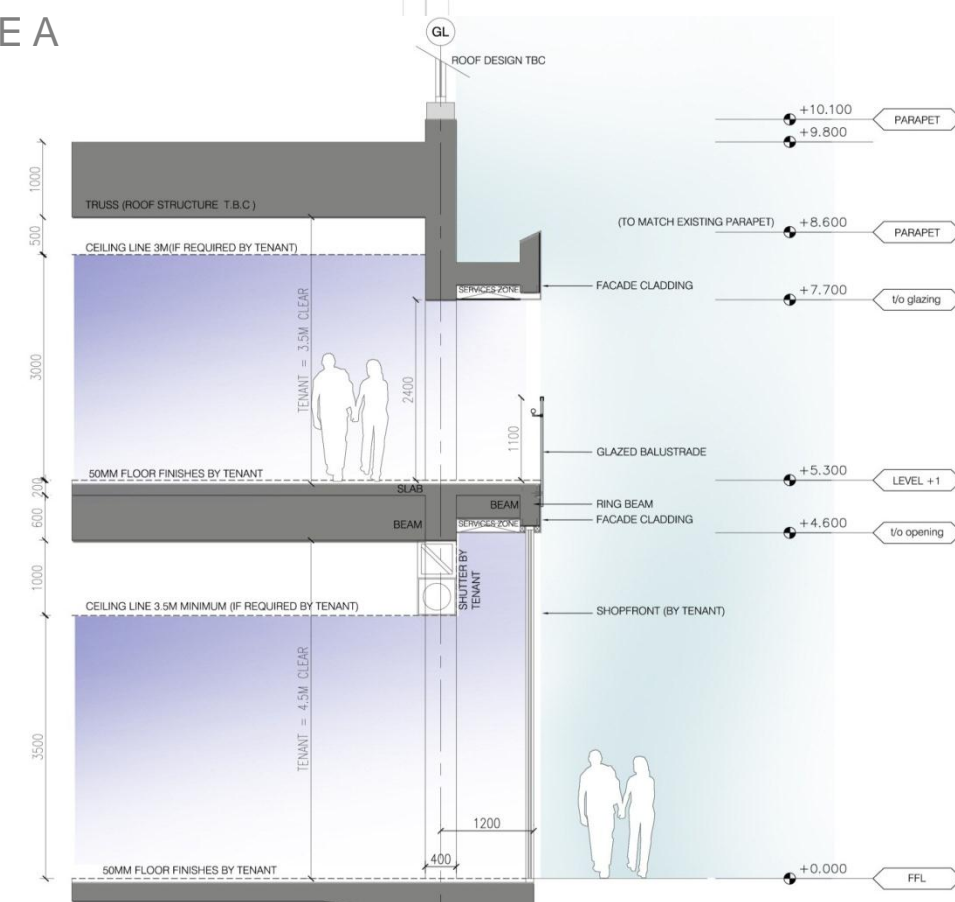 E A
GL
ROOF DESIGN TBC
+10.100
PARAPET
+9.800
1000
TRUSS (ROOF STRUCTURE T.B.C )
500
(TO MATCH EXISTING PARAPET)
+8.600
PARAPET
CEILING LINE 3M(IF REQUIRED BY TENANT)
SERVICES ZONE
FACADE CLADDING
+7.700
t/o glazing
3000
TENANT = 3.5M CLEAR
2400
1100
GLAZED BALUSTRADE
50MM FLOOR FINISHES BY TENANT
+5.300
LEVEL +1
200
SLAB
BEAM
RING BEAM
600
BEAM
SERVICES ZONE
FACADE CLADDING
+4.600
t/o opening
1000
SHUTTER BY
TENANT
CEILING LINE 3.5M MINIMUM (IF REQUIRED BY TENANT)
SHOPFRONT (BY TENANT)
TENANT = 4.5M CLEAR
3500
1200
400
50MM FLOOR FINISHES BY TENANT
+0.000
FFL